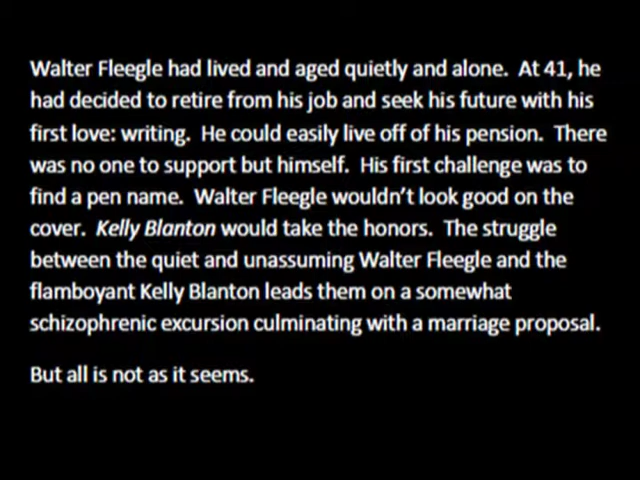 Walter Fleegle had lived and aged quietly and alone.  At 41, he
had decided to retire from his job and seek his future with his
first love: writing.  He could easily live off of his pension.  There
was no one to support but himself.  His first challenge was to
find a pen name.  Walter Fleegle wouldn’t look good on the
cover.  Kelly Blanton would take the honors.  The struggle
between the quiet and unassuming Walter Fleegle and the
flamboyant Kelly Blanton leads them on a somewhat
schizophrenic excursion culminating with a marriage proposal.
But all is not as it seems.